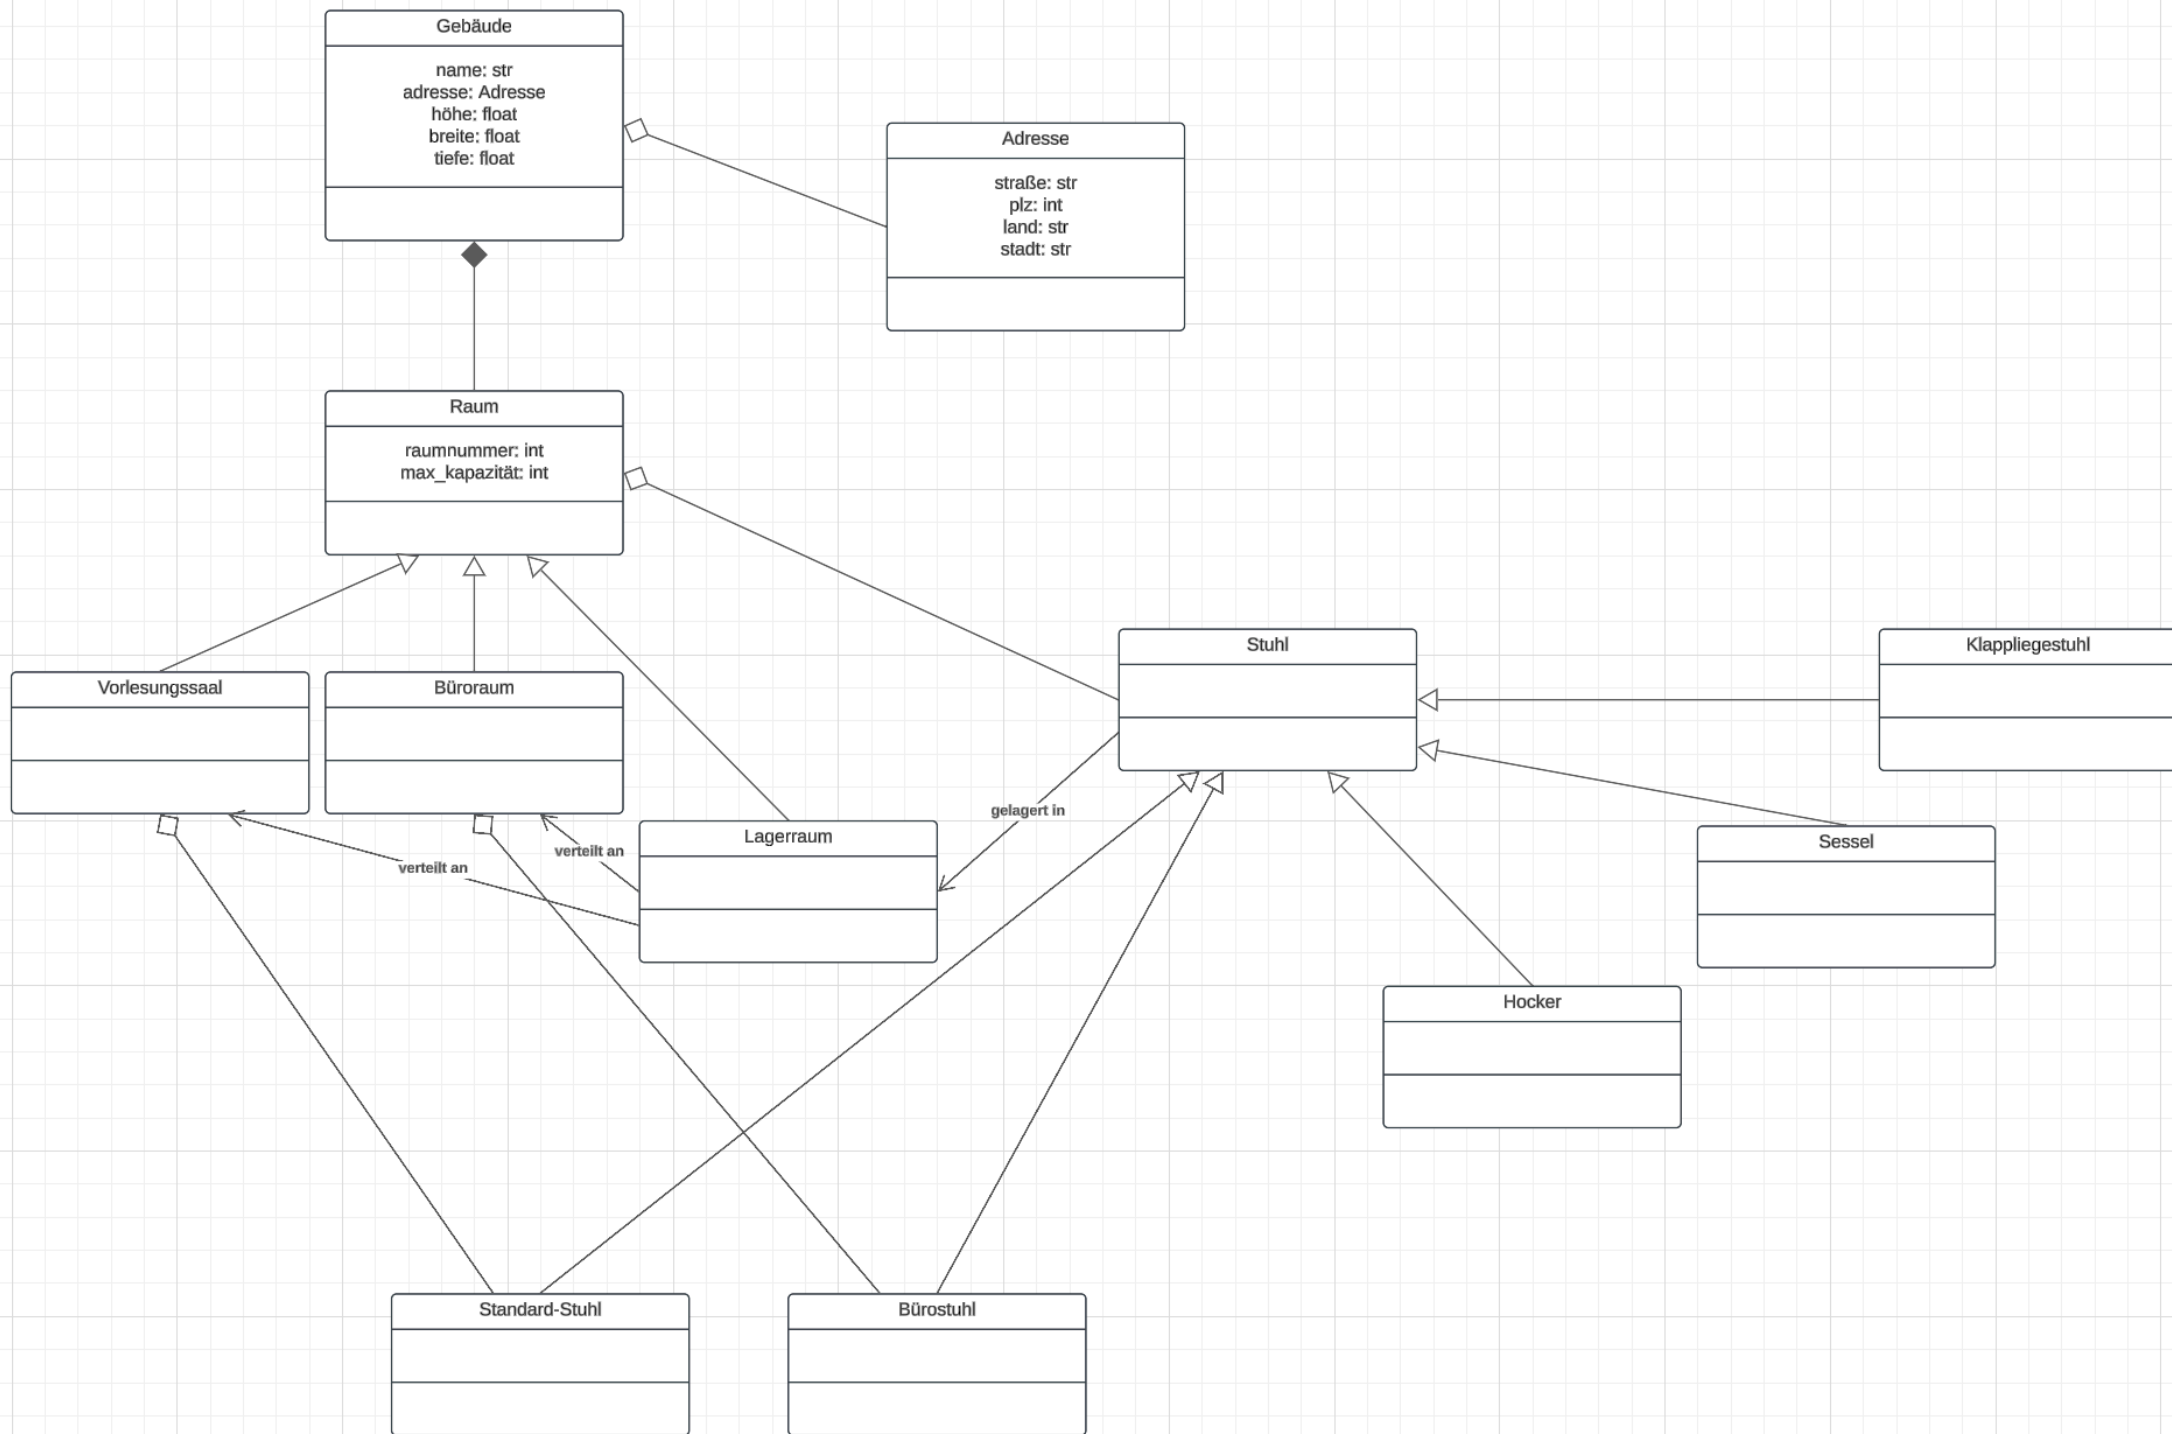 Gebäude
name: str
adresse: Adresse
höhe: float
breite: float
tiefe: float
Adresse
straße: str
plz: int
land: str
stadt: str
Raum
raumnummer: int
max_kapazität: int
Stuhl
Klappliegestuhl
Vorlesungssaal
Büroraum
gelagert in
Lagerraum
Sessel
verteilt an
verteilt an
Hocker
Standard-Stuhl
Bürostuhl